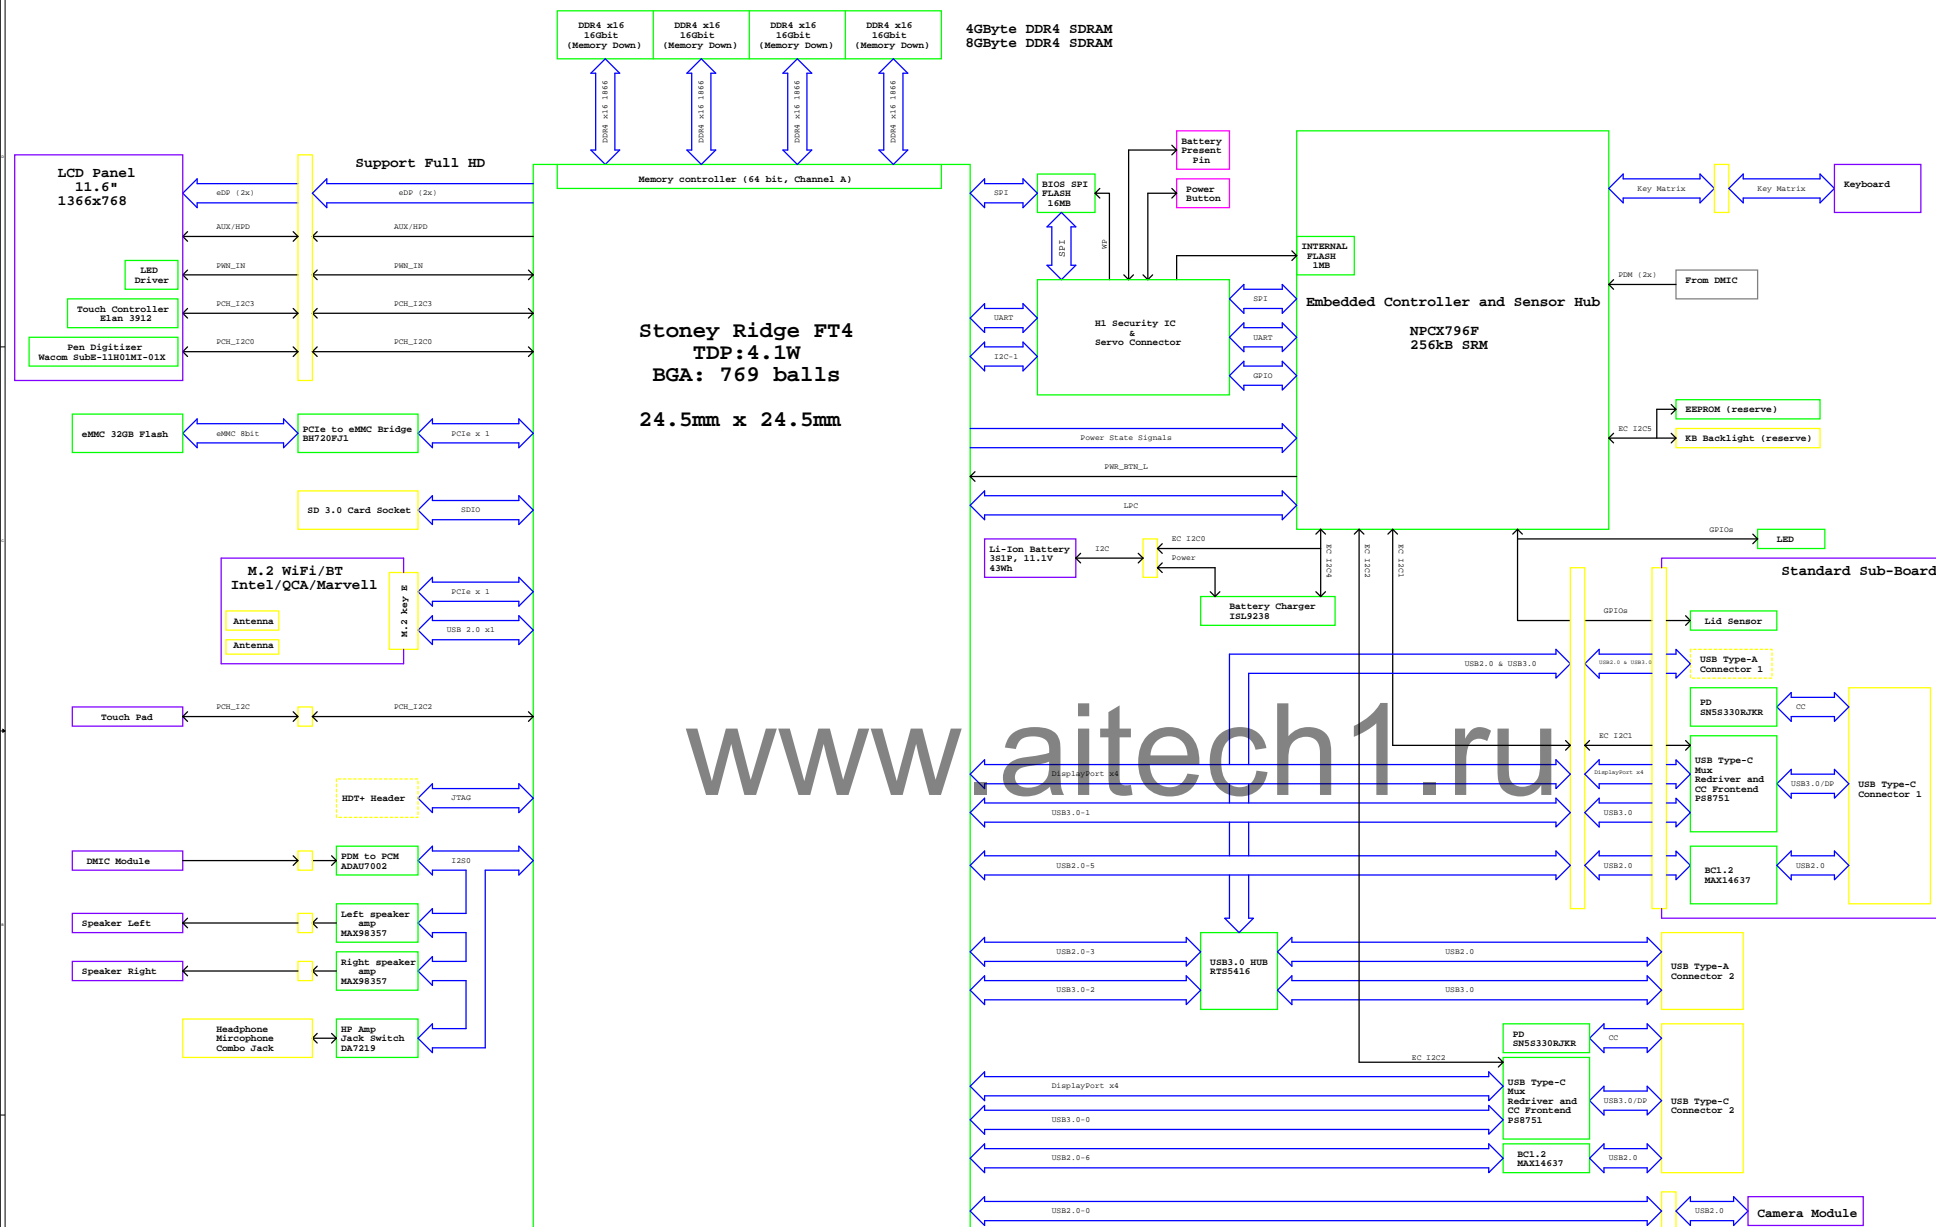 DDR4 x16
16Gbit
(Memory Down)
DDR4 x16
16Gbit
(Memory Down)
DDR4 x16
16Gbit
(Memory Down)
DDR4 x16
16Gbit
(Memory Down)
4GByte DDR4 SDRAM
8GByte DDR4 SDRAM
DDR4 x16 1866
DDR4 x16 1866
DDR4 x16 1866
DDR4 x16 1866
Memory controller (64 bit, Channel A)
Support Full HD
LCD Panel
11.6"
1366x768
eDP (2x)
eDP (2x)
AUX/HPD
AUX/HPD
LED
Driver
PWN_IN
PWN_IN
Touch Controller
Elan 3912
PCH_I2C3
PCH_I2C3
Pen Digitizer
Wacom SubE-11H01MI-01X
PCH_I2C0
PCH_I2C0
Stoney Ridge FT4
TDP:4.1W
BGA: 769 balls
24.5mm x 24.5mm
eMMC 32GB Flash
eMMC 8bit
PCIe to eMMC Bridge
BH720FJ1
PCIe x 1
SD 3.0 Card Socket
SDIO
M.2 WiFi/BT
Intel/QCA/Marvell
Antenna
Antenna
M.2 key E
PCIe x 1
USB 2.0 x1
Touch Pad
PCH_I2C
PCH_I2C2
HDT+ Header
JTAG
DMIC Module
PDM to PCM
ADAU7002
I2S0
Speaker Left
Left speaker
amp
MAX98357
Speaker Right
Right speaker
amp
MAX98357
Headphone
Mircophone
Combo Jack
HP Amp
Jack Switch
DA7219
SPI
BIOS SPI
FLASH
16MB
SPI
WP
Battery
Present
Pin
Power
Button
UART
I2C-1
H1 Security IC
&
Servo Connector
SPI
UART
GPIO
INTERNAL
FLASH
1MB
Embedded Controller and Sensor Hub
NPCX796F
256kB SRM
Key Matrix
Key Matrix
Keyboard
PDM (2x)
From DMIC
EC I2C5
EEPROM (reserve)
KB Backlight (reserve)
Power State Signals
PWR_BTN_L
LPC
Li-Ion Battery
3S1P, 11.1V
43Wh
I2C
EC I2C0
Power
EC I2C4
EC I2C2
EC I2C1
Battery Charger
ISL9238
GPIOs
LED
Standard Sub-Board
GPIOs
Lid Sensor
USB2.0 & USB3.0
USB2.0 & USB3.0
USB Type-A
Connector 1
PD
SN5S330RJKR
CC
EC I2C1
USB Type-C
Mux
Redriver and
CC Frontend
PS8751
USB3.0/DP
USB Type-C
Connector 1
DisplayPort x4
DisplayPort x4
USB3.0-1
USB3.0
USB2.0-5
USB2.0
BC1.2
MAX14637
USB2.0
www.aitech1.ru
USB2.0-3
USB3.0-2
USB3.0 HUB
RTS5416
USB2.0
USB3.0
USB Type-A
Connector 2
PD
SN5S330RJKR
CC
EC I2C2
DisplayPort x4
USB3.0-0
USB Type-C
Mux
Redriver and
CC Frontend
PS8751
USB3.0/DP
USB Type-C
Connector 2
USB2.0-6
BC1.2
MAX14637
USB2.0
USB2.0-0
USB2.0
Camera Module